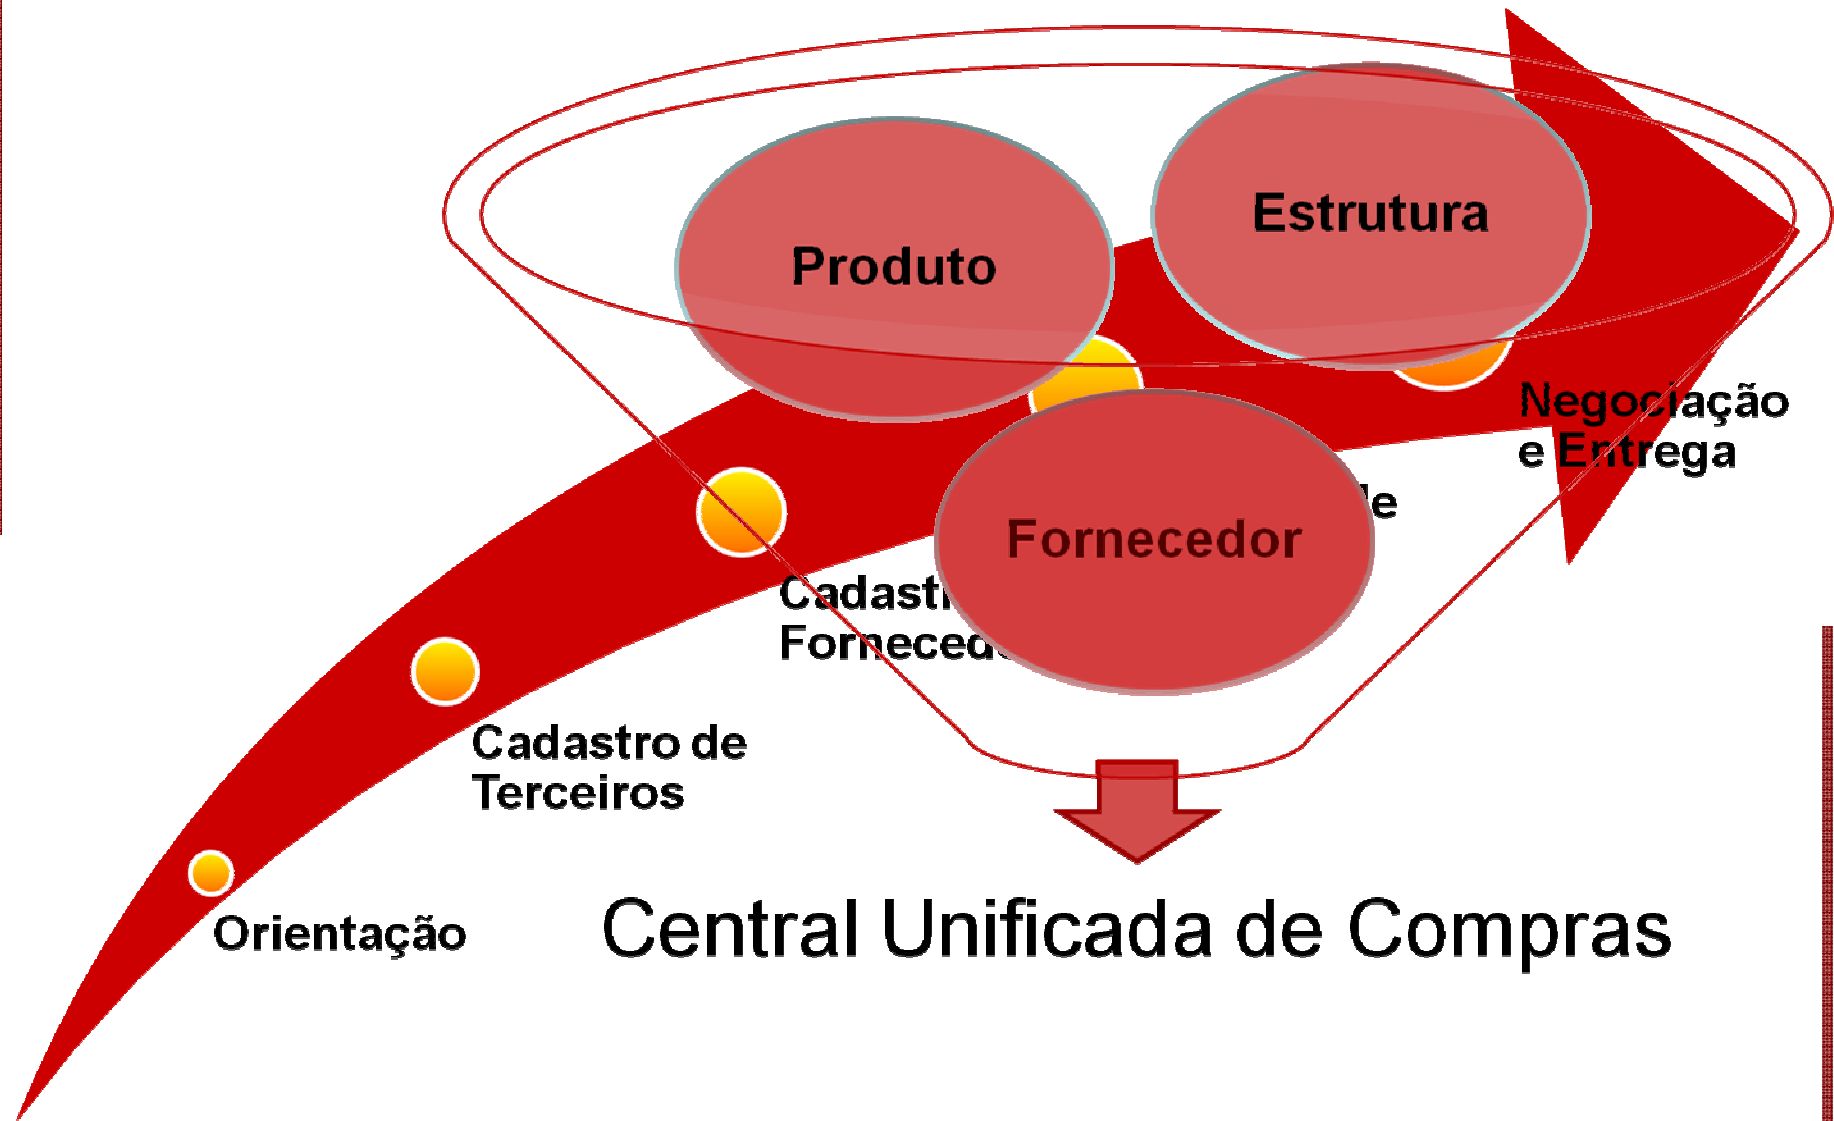 Estrutura
Produto
Negociação
e Entrega
Fornecedor
Cadastro de
Terceiros
Orientação
Central Unificada de Compras